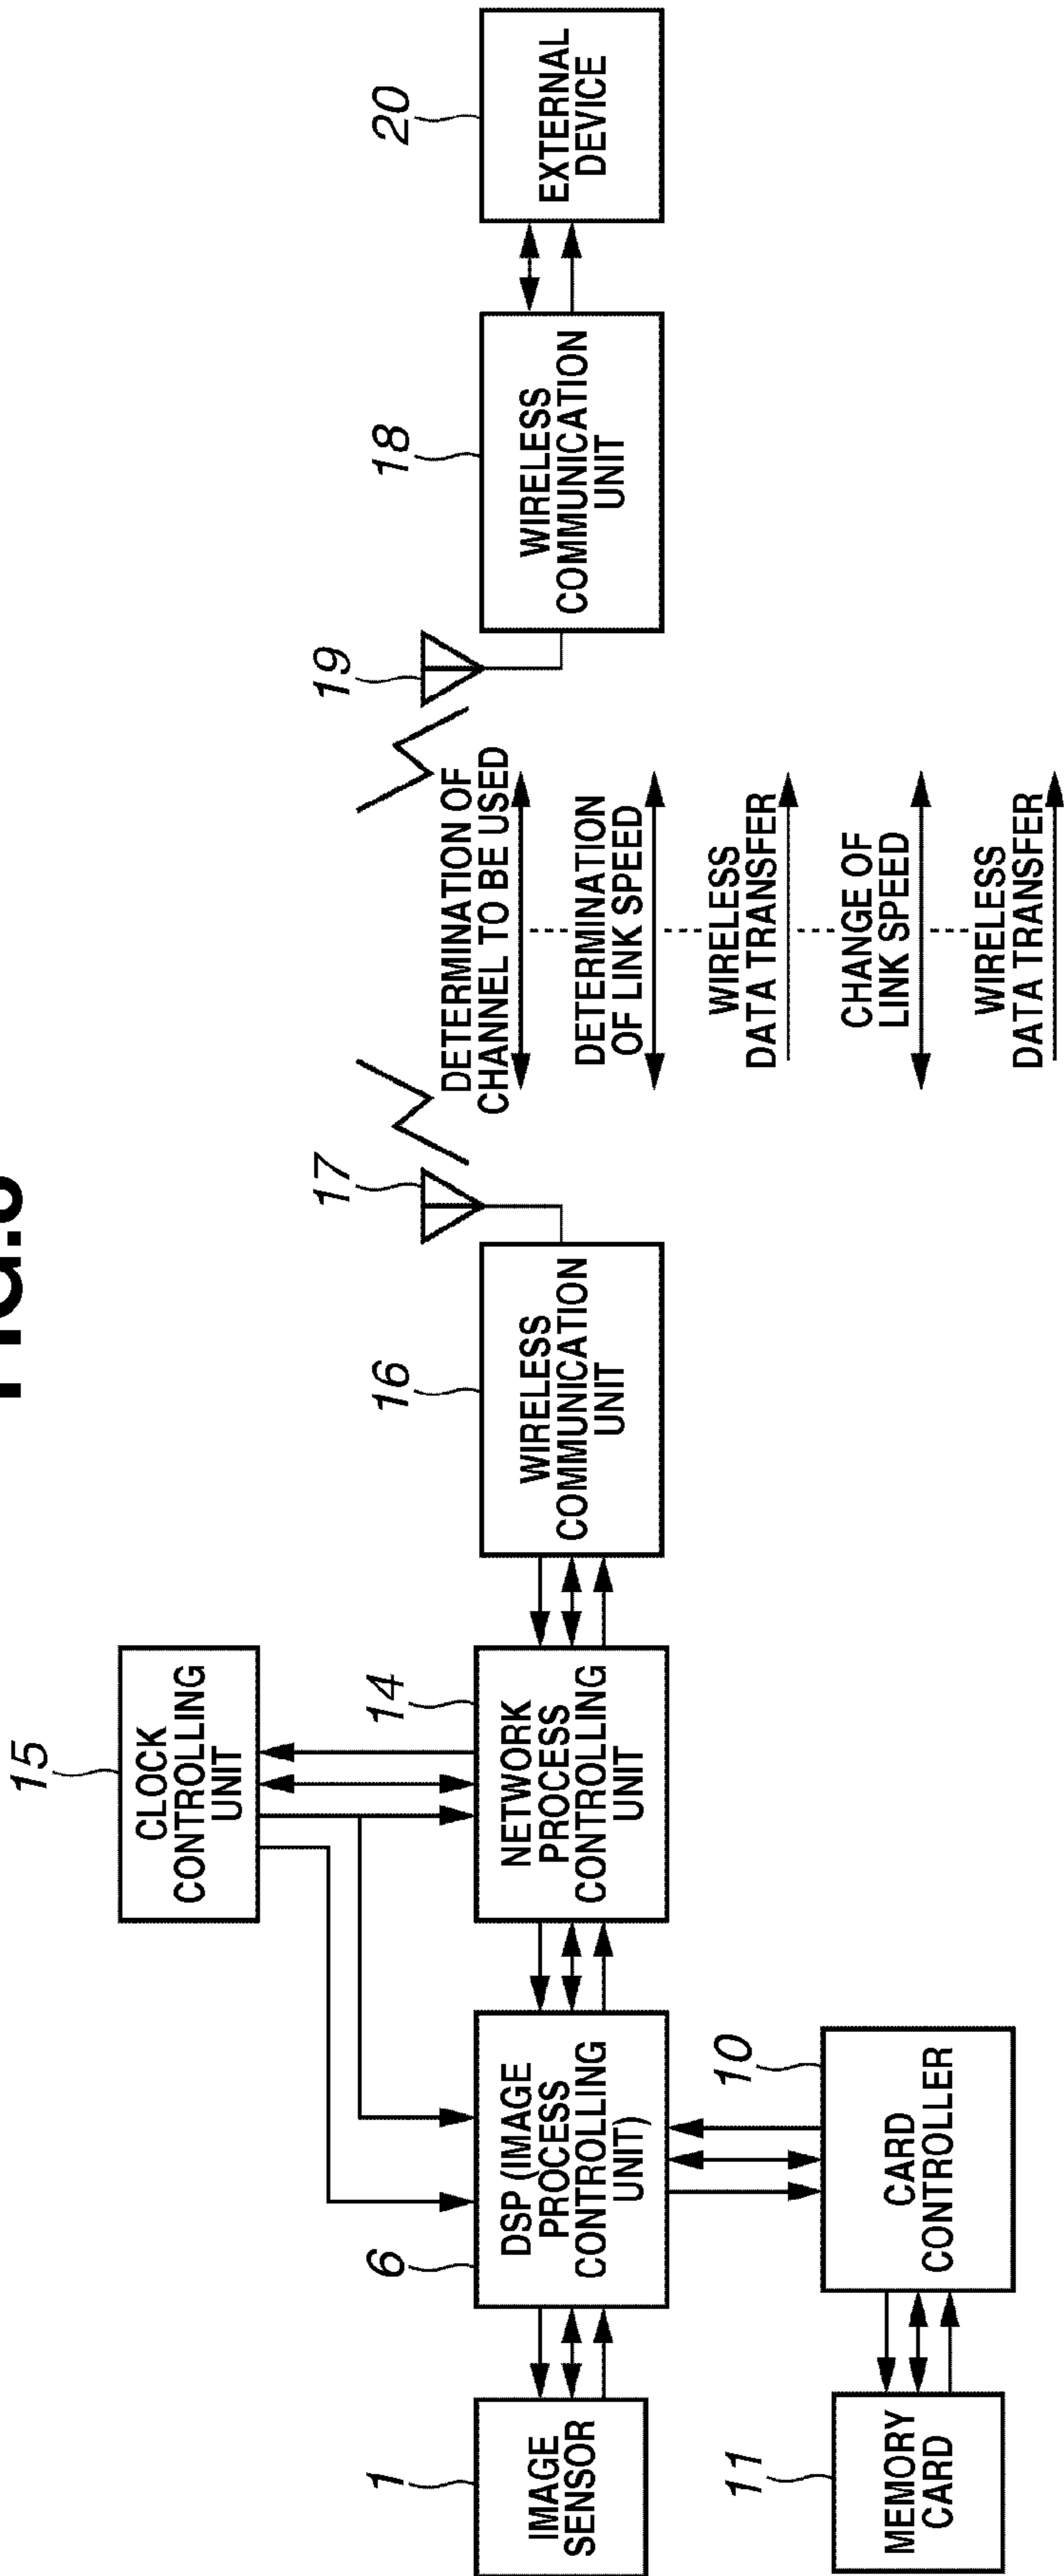 15
CLOCK
CONTROLLING
UNIT
1
IMAGE
SENSOR
6
DSP (IMAGE
PROCESS
CONTROLLING
UNIT)
14
NETWORK
PROCESS
CONTROLLING
UNIT
16
WIRELESS
COMMUNICATION
UNIT
17
19
18
WIRELESS
COMMUNICATION
UNIT
20
EXTERNAL
DEVICE
DETERMINATION OF
CHANNEL TO BE USED
DETERMINATION
OF LINK SPEED
WIRELESS
DATA TRANSFER
CHANGE OF
LINK SPEED
WIRELESS
DATA TRANSFER
11
MEMORY
CARD
10
CARD
CONTROLLER